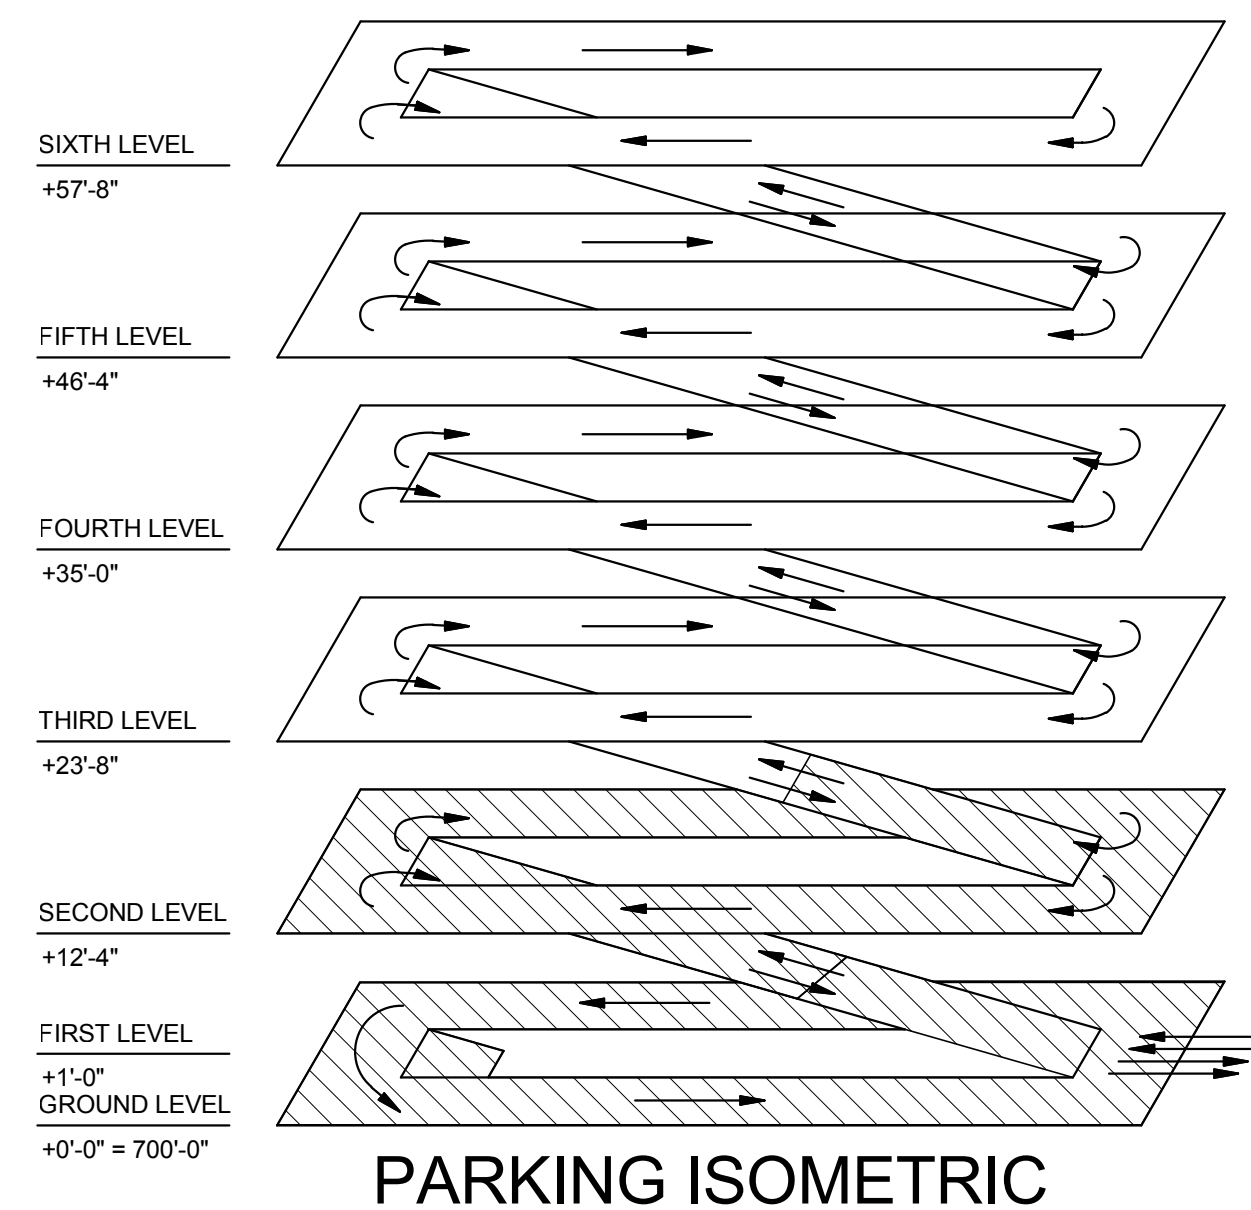 SIXTH LEVEL
+57'-8"
FIFTH LEVEL
+46'-4"
FOURTH LEVEL
+35'-0"
THIRD LEVEL
+23'-8"
SECOND LEVEL
+12'-4"
FIRST LEVEL
+1'-0"
GROUND LEVEL
+0'-0" = 700'-0"
PARKING ISOMETRIC